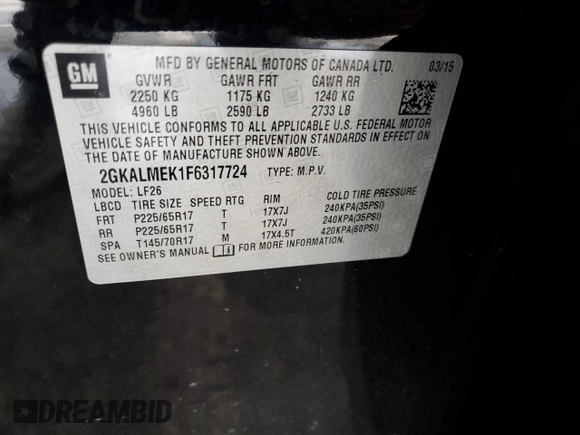 GM
MFD BY GENERAL MOTORS OF CANADA LTD. 03/15
GVWR GAWR FRT GAWR RR
2250 KG 1175 KG 1240 KG
4960 LB 2590 LB 2733 LB
THIS VEHICLE CONFORMS TO ALL APPLICABLE U.S. FEDERAL MOTOR
VEHICLE SAFETY AND THEFT PREVENTION STANDARDS IN EFFECT ON
THE DATE OF MANUFACTURE SHOWN ABOVE.
2GKALMEK1F6317724 TYPE: M.P.V.
MODEL: LF26
LBCD TIRE SIZE SPEED RTG RIM COLD TIRE PRESSURE
FRT P225/65R17 T 17X7J 240KPA(35PSI)
RR P225/65R17 T 17X7J 240KPA(35PSI)
SPA T145/70R17 M 17X4.5T 420KPA(60PSI)
SEE OWNER'S MANUAL FOR MORE INFORMATION
DREAMBID